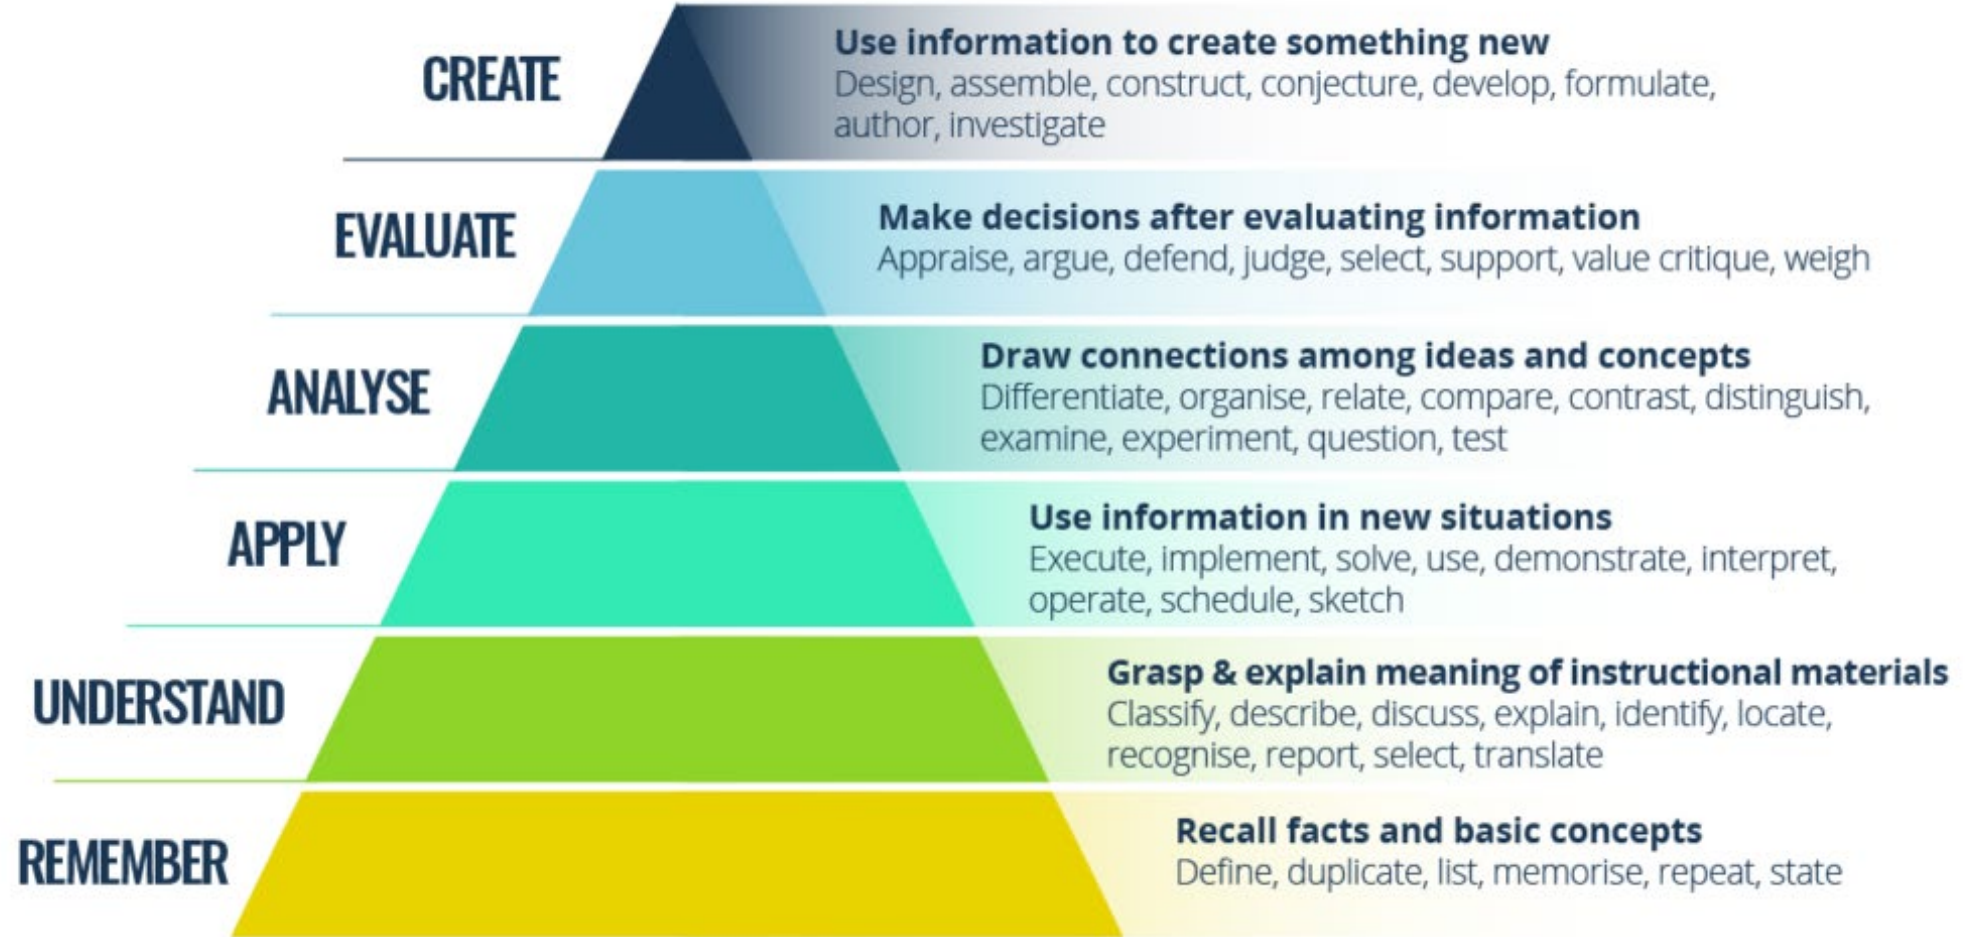 CREATE
Use information to create something new
Design, assemble, construct, conjecture, develop, formulate,
author, investigate
EVALUATE
Make decisions after evaluating information
Appraise, argue, defend, judge, select, support, value critique, weigh
ANALYSE
Draw connections among ideas and concepts
Differentiate, organise, relate, compare, contrast, distinguish,
examine, experiment, question, test
APPLY
Use information in new situations
Execute, implement, solve, use, demonstrate, interpret,
operate, schedule, sketch
UNDERSTAND
Grasp & explain meaning of instructional materials
Classify, describe, discuss, explain, identify, locate,
recognise, report, select, translate
REMEMBER
Recall facts and basic concepts
Define, duplicate, list, memorise, repeat, state